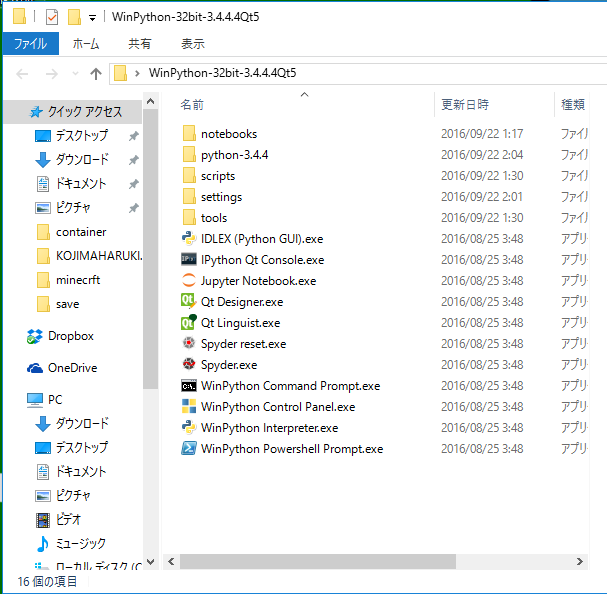 WinPython-32bit-3.4.4.4Qt5
ファイル ホーム 共有 表示
WinPython-32bit-3.4.4.4Qt5
クイック アクセス
デスクトップ
ダウンロード
ドキュメント
ピクチャ
container
KOJIMAHARUKI.
minecrft
save
Dropbox
OneDrive
PC
ダウンロード
デスクトップ
ドキュメント
ピクチャ
ビデオ
ミュージック
ローカル ディスク (C
名前 更新日時 種類
notebooks 2016/09/22 1:17 ファイ
python-3.4.4 2016/09/22 2:04 ファイ
scripts 2016/09/22 1:30 ファイ
settings 2016/09/22 2:01 ファイ
tools 2016/09/22 1:30 ファイ
IDLEX (Python GUI).exe 2016/08/25 3:48 アプリ
IPython Qt Console.exe 2016/08/25 3:48 アプリ
Jupyter Notebook.exe 2016/08/25 3:48 アプリ
Qt Designer.exe 2016/08/25 3:48 アプリ
Qt Linguist.exe 2016/08/25 3:48 アプリ
Spyder reset.exe 2016/08/25 3:48 アプリ
Spyder.exe 2016/08/25 3:48 アプリ
WinPython Command Prompt.exe 2016/08/25 3:48 アプリ
WinPython Control Panel.exe 2016/08/25 3:48 アプリ
WinPython Interpreter.exe 2016/08/25 3:48 アプリ
WinPython Powershell Prompt.exe 2016/08/25 3:48 アプリ
16 個の項目